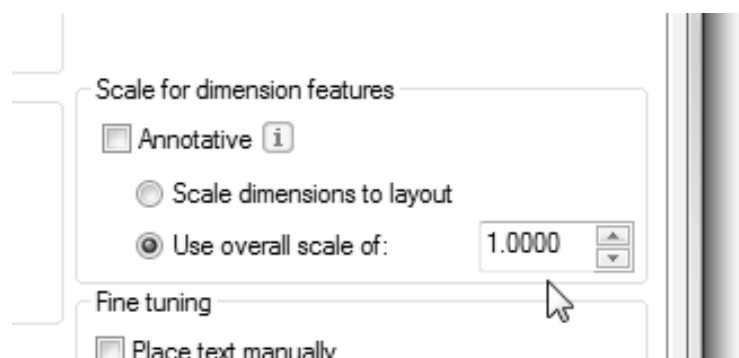 Scale for dimension features
Annotative i
Scale dimensions to layout
Use overall scale of: 1.0000
Fine tuning
Place text manually